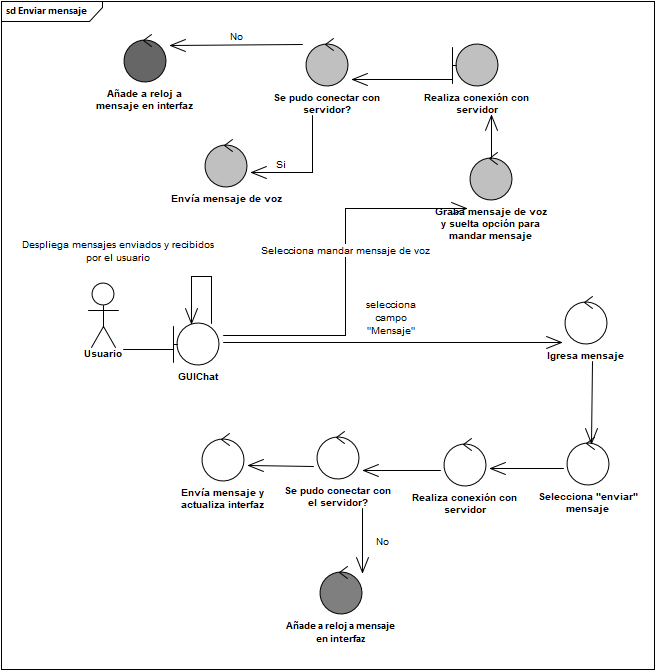 sd Enviar mensaje
No
Añade a reloj a
mensaje en interfaz
Se pudo conectar con
servidor?
Realiza conexión con
servidor
Si
Envía mensaje de voz
Graba mensaje de voz
y suelta opción para
mandar mensaje
Despliega mensajes enviados y recibidos
por el usuario
Selecciona mandar mensaje de voz
selecciona
campo
"Mensaje"
Usuario
GUIChat
Igresa mensaje
Envía mensaje y
actualiza interfaz
Se pudo conectar con
el servidor?
Realiza conexión con
servidor
Selecciona "enviar"
mensaje
No
Añade a reloj a mensaje
en interfaz